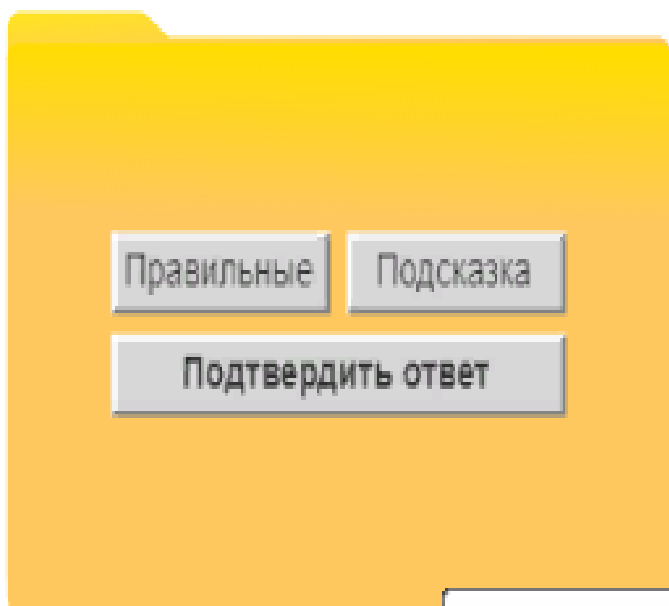 Правильные Подсказка
Подтвердить ответ